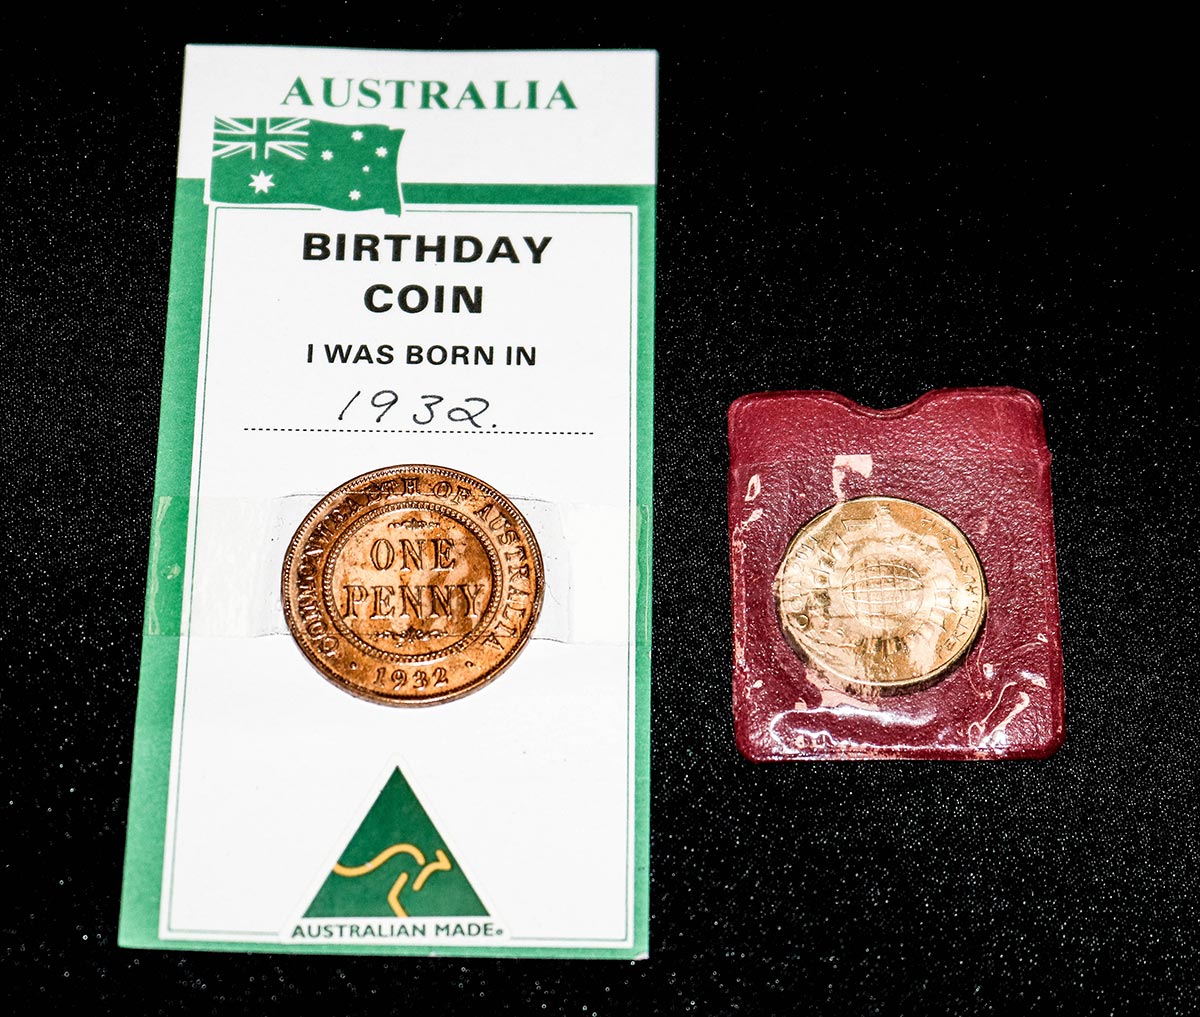 AUSTRALIA
BIRTHDAY
COIN
I WAS BORN IN
1932.
COMMONWEALTH OF AUSTRALIA
ONE
PENNY
· 1932 ·
AUSTRALIAN MADE